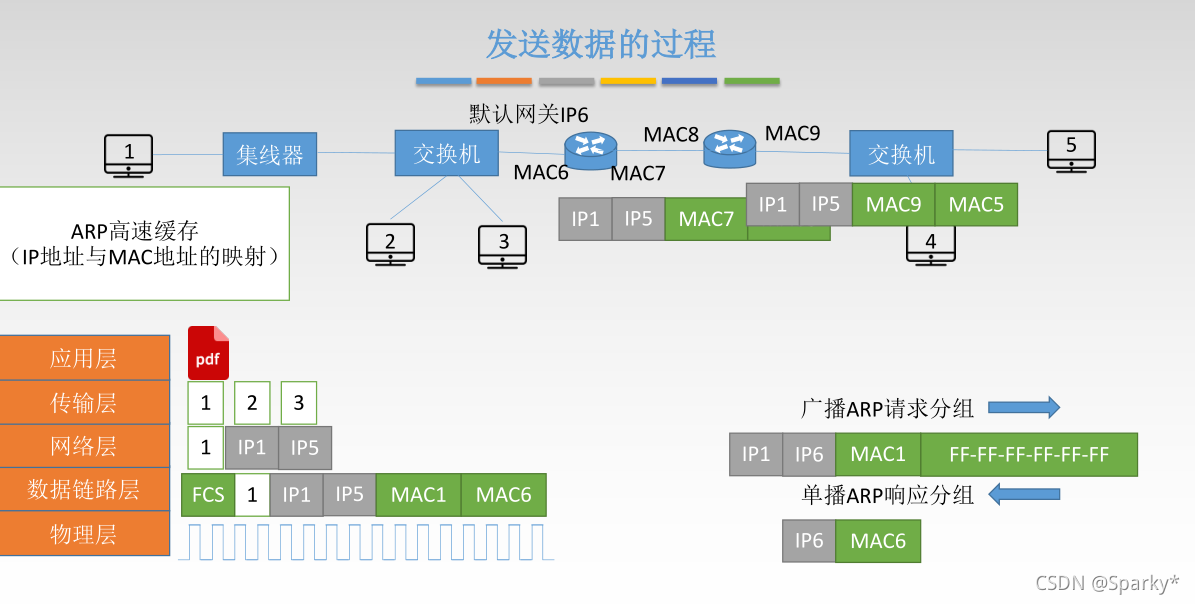 发送数据的过程
默认网关IP6
1
集线器
交换机
MAC6
MAC7
MAC8
MAC9
交换机
5
2
3
4
IP1 IP5 MAC7
IP1 IP5 MAC9 MAC5
ARP高速缓存
(IP地址与MAC地址的映射)
应用层
pdf
传输层
1 2 3
网络层
1 IP1 IP5
数据链路层
FCS 1 IP1 IP5 MAC1 MAC6
物理层
广播ARP请求分组
IP1 IP6 MAC1 FF-FF-FF-FF-FF-FF
单播ARP响应分组
IP6 MAC6
CSDN @Sparky*